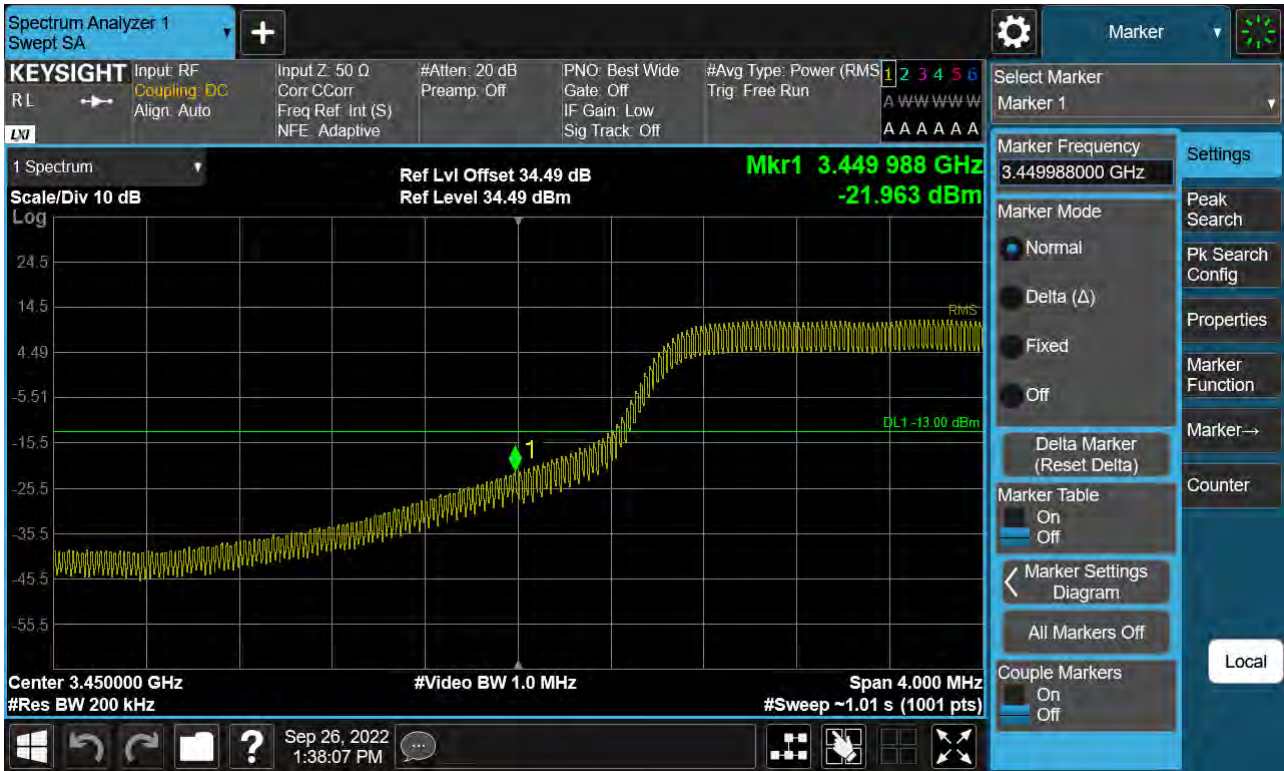 Spectrum Analyzer 1
Swept SA
Marker
KEYSIGHT
RL
LXI
Input: RF
Coupling: DC
Align: Auto
Input Z: 50 Ω
Corr CCorr
Freq Ref: Int (S)
NFE: Adaptive
#Atten: 20 dB
Preamp: Off
PNO: Best Wide
Gate: Off
IF Gain: Low
Sig Track: Off
#Avg Type: Power (RMS
Trig: Free Run
1 2 3 4 5 6
A W W W W W
A A A A A A
Select Marker
Marker 1
1 Spectrum
Scale/Div 10 dB
Log
Ref Lvl Offset 34.49 dB
Ref Level 34.49 dBm
Mkr1 3.449 988 GHz
-21.963 dBm
24.5
14.5
4.49
-5.51
-15.5
-25.5
-35.5
-45.5
-55.5
RMS
DL1 -13.00 dBm
1
Center 3.450000 GHz
#Res BW 200 kHz
#Video BW 1.0 MHz
Span 4.000 MHz
#Sweep ~1.01 s (1001 pts)
Marker Frequency
3.449988000 GHz
Marker Mode
Normal
Delta (Δ)
Fixed
Off
Delta Marker
(Reset Delta)
Marker Table
On
Off
Marker Settings
Diagram
All Markers Off
Couple Markers
On
Off
Settings
Peak
Search
Pk Search
Config
Properties
Marker
Function
Marker→
Counter
Local
?
Sep 26, 2022
1:38:07 PM